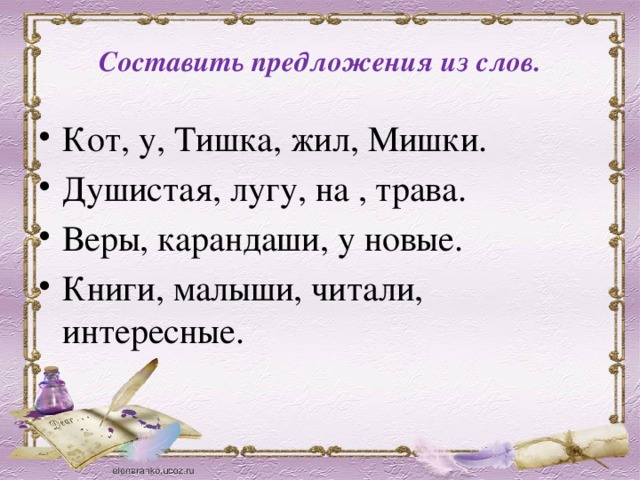 Составить предложения из слов.
• Кот, у, Тишка, жил, Мишки.
• Душистая, лугу, на , трава.
• Веры, карандаши, у новые.
• Книги, малыши, читали,
интересные.
Dear ...
elenaranko.ucoz.ru